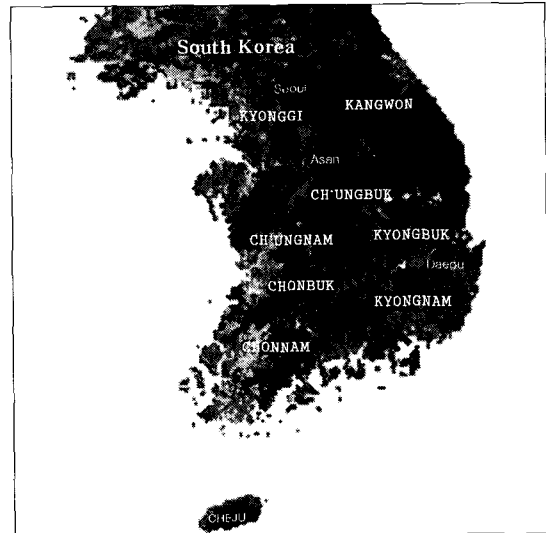 South Korea
Seoul
KANGWON
KYONGGI
Asan
CH'UNGBUK
KYONGBUK
CH'UNGNAM
Daegu
CHONBUK
KYONGNAM
CHONNAM
CHEJU